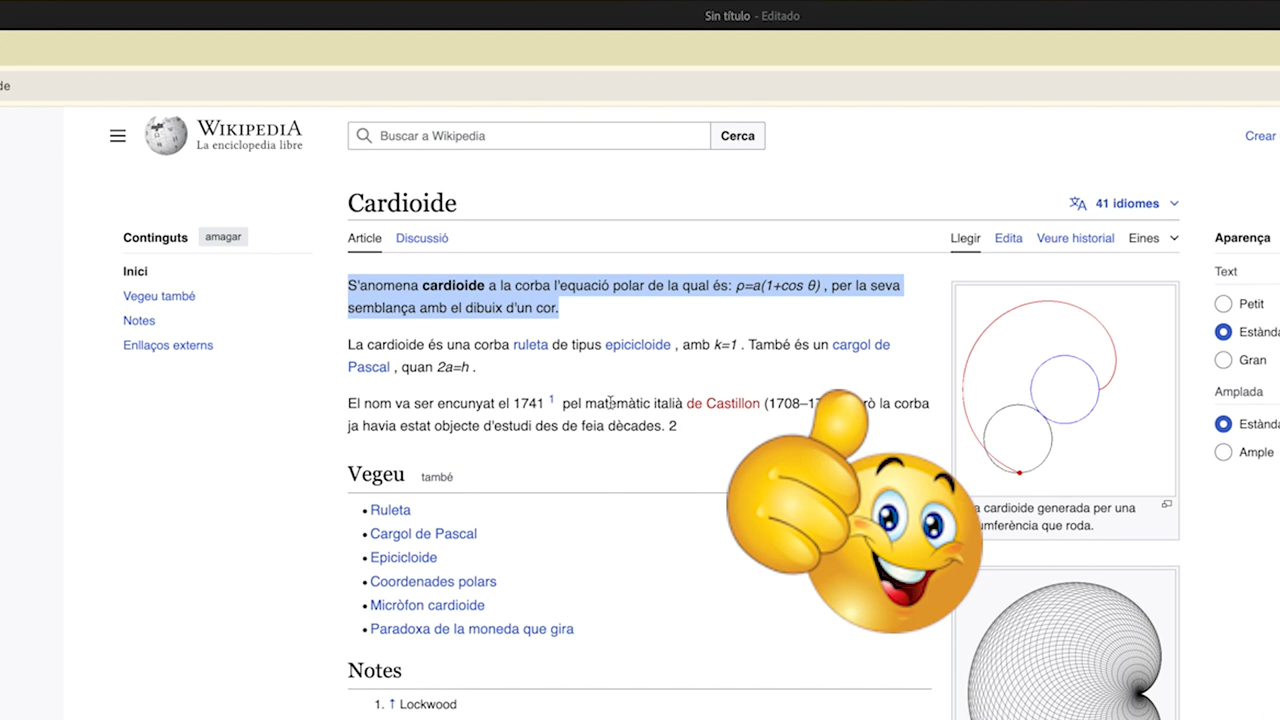 Sin título - Editado
de
WIKIPEDIA
La enciclopedia libre
Buscar a Wikipedia
Cerca
Crear
Cardioide
41 idiomes
Continguts
amagar
Article
Discussió
Llegir
Edita
Veure historial
Eines
Aparença
Inici
Vegeu també
Notes
Enllaços externs
S'anomena cardioide a la corba l'equació polar de la qual és: ρ=a(1+cos θ) , per la seva
semblança amb el dibuix d'un cor.
La cardioide és una corba ruleta de tipus epicicloide , amb k=1 . També és un cargol de
Pascal , quan 2a=h .
El nom va ser encunyat el 1741 1 pel matemàtic italià de Castillon (1708– la corba
ja havia estat objecte d'estudi des de feia dècades. 2
Text
Petit
Gran
Amplada
Ample
cardioide generada per una
que roda.
Vegeu
també
Ruleta
Cargol de Pascal
Epicicloide
Coordenades polars
Micròfon cardioide
Paradoxa de la moneda que gira
Notes
1. ↑ Lockwood